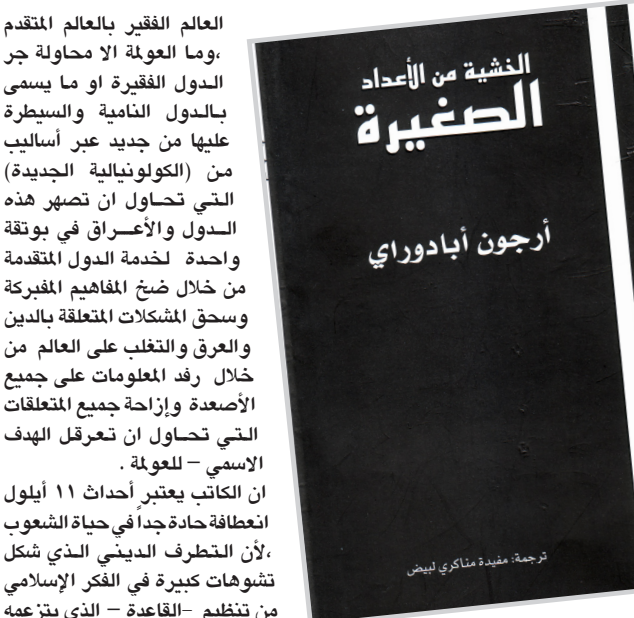 العالم الفقير بالعالم المتقدم
،وما العولمة الا محاولة جر
الدول الفقيرة او ما يسمى
بالدول النامية والسيطرة
عليها من جديد عبر أساليب
من (الكولونيالية الجديدة)
التي تحاول ان تصهر هذه
الدول والأعراق في بوتقة
واحدة لخدمة الدول المتقدمة
من خلال ضخ المفاهيم المفبركة
وسحق المشكلات المتعلقة بالدين
والعرق والتغلب على العالم من
خلال رفد المعلومات على جميع
الأصعدة وإزاحة جميع المتعلقات
التي تحاول ان تعرقل الهدف
الاسمي – للعولمة .
ان الكاتب يعتبر أحداث ١١ أيلول
انعطافة حادة جداً في حياة الشعوب
،لأن التطرف الديني الذي شكل
تشوهات كبيرة في الفكر الإسلامي
من تنظيم –القاعدة – الذي يتزعمه
الخشية من الأعداد
الصغيرة
أرجون أبادوراي
ترجمة: مفيدة مناكري لبيض